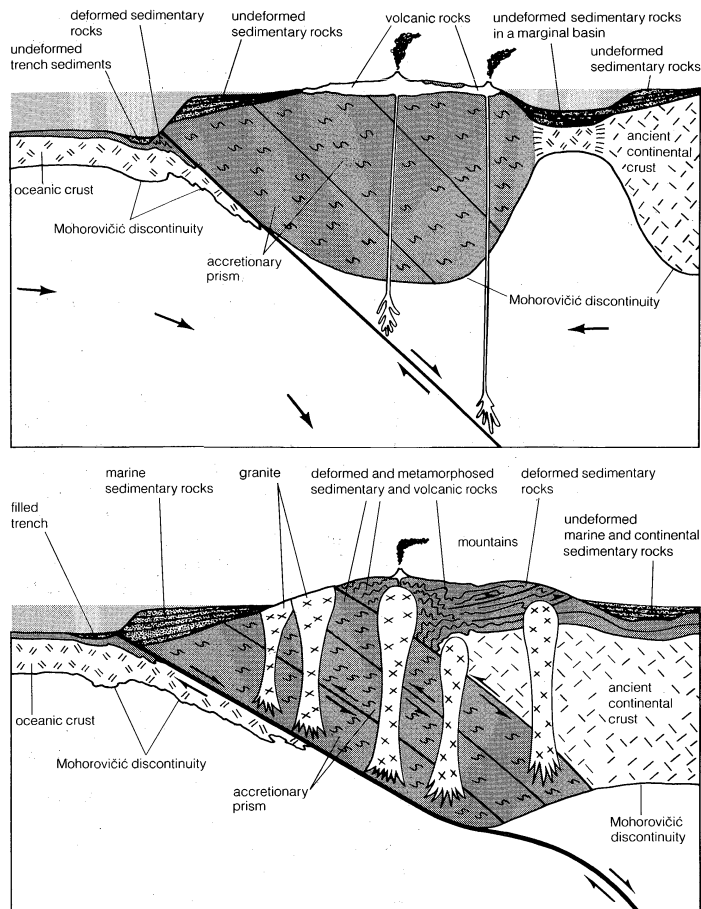 deformed sedimentary
rocks
undeformed
sedimentary rocks
volcanic rocks
undeformed sedimentary rocks
in a marginal basin
undeformed
trench sediments
undeformed
sedimentary rocks
ancient
continental
crust
oceanic crust
Mohorovičić discontinuity
accretionary
prism
Mohorovičić discontinuity
marine
sedimentary rocks
granite
deformed and metamorphosed
sedimentary and volcanic rocks
deformed sedimentary
rocks
filled
trench
mountains
undeformed
marine and continental
sedimentary rocks
ancient
continental
crust
oceanic crust
Mohorovičić discontinuity
accretionary
prism
Mohorovičić
discontinuity